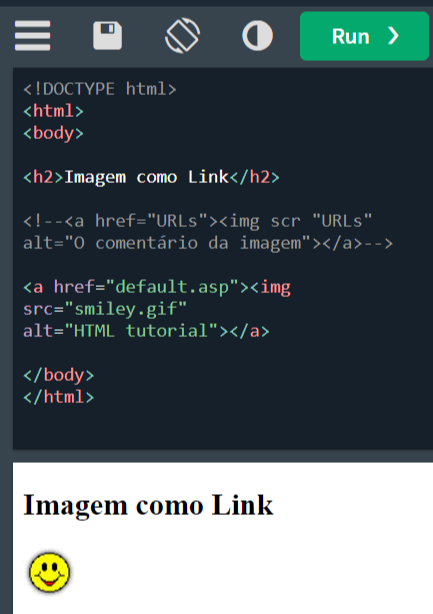 Run
<!DOCTYPE html>
<html>
<body>
<h2>Imagem como Link</h2>
<!--<a href="URLs"><img scr "URLs"
alt="O comentário da imagem"></a>-->
<a href="default.asp"><img
src="smiley.gif"
alt="HTML tutorial"></a>
</body>
</html>
Imagem como Link